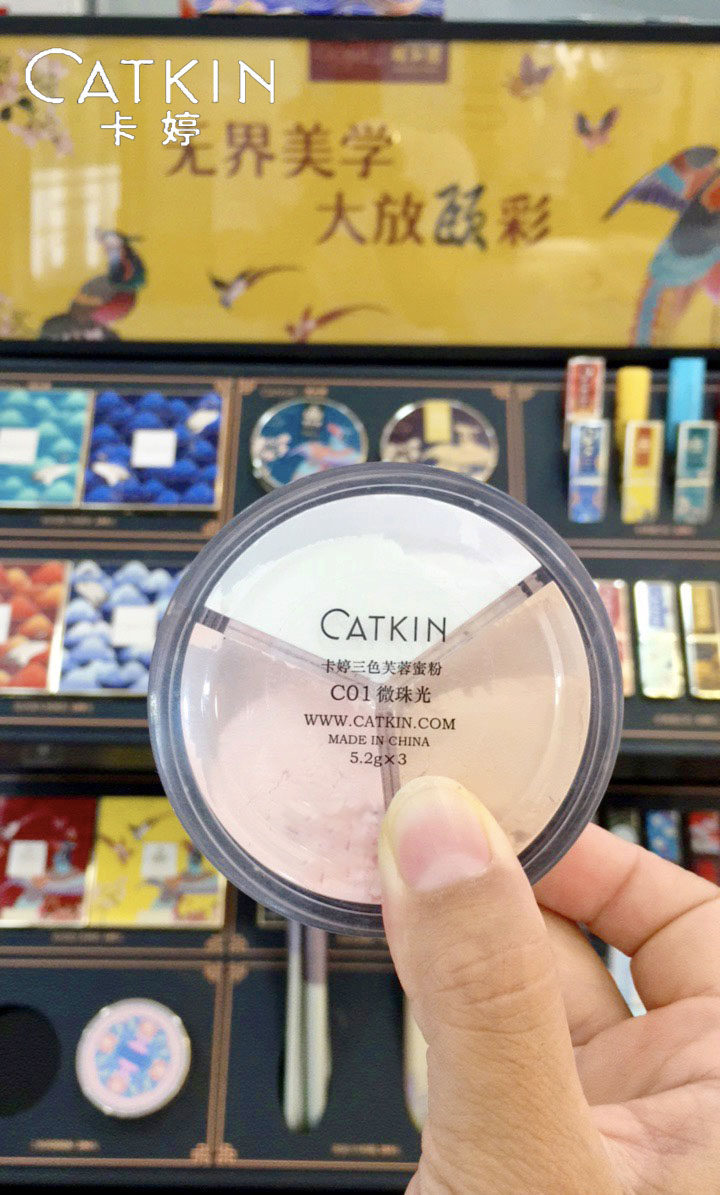 CATKIN
卡婷
无界美学
大放颐彩
CATKIN
卡婷三色芙蓉蜜粉
C01 微珠光
WWW.CATKIN.COM
MADE IN CHINA
5.2g×3